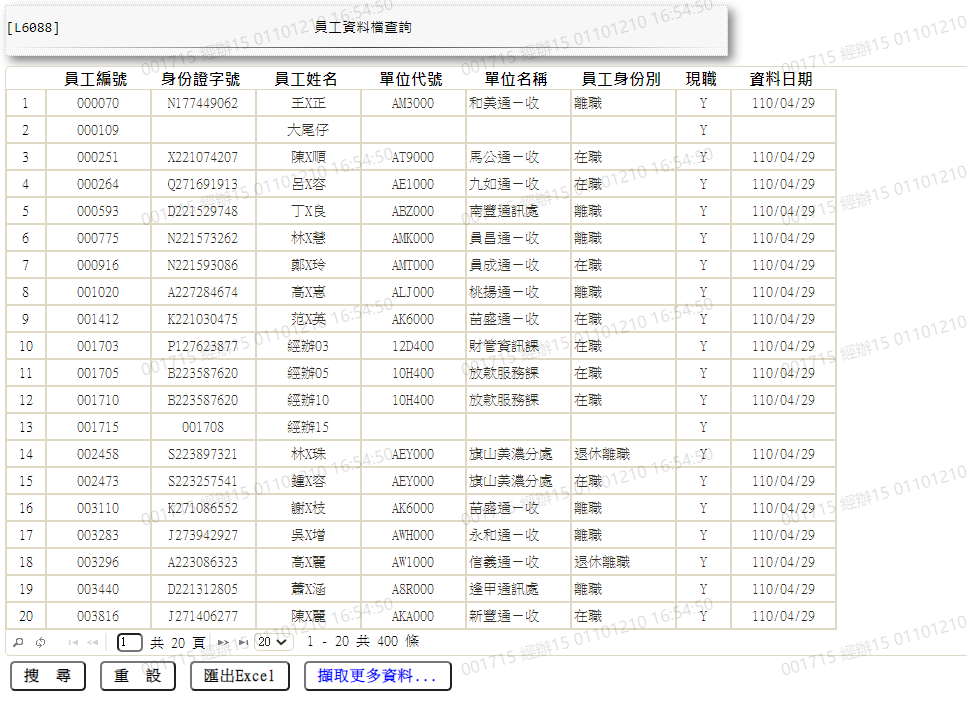 [L6088] 員工資料檔查詢
員工編號 身份證字號 員工姓名 單位代號 單位名稱 員工身份別 現職 資料日期
1 000070 N177449062 王X正 AM3000 和美通一收 離職 Y 110/04/29
2 000109 大尾仔 Y
3 000251 X221074207 陳X順 AT9000 馬公通一收 在職 Y 110/04/29
4 000264 Q271691913 呂X容 AE1000 九如通一收 在職 Y 110/04/29
5 000593 D221529748 丁X良 ABZ000 南豐通訊處 離職 Y 110/04/29
6 000775 N221573262 林X慧 AMK000 員昌通一收 離職 Y 110/04/29
7 000916 N221593086 鄭X玲 AMT000 員成通一收 在職 Y 110/04/29
8 001020 A227284674 高X惠 ALJ000 桃揚通一收 離職 Y 110/04/29
9 001412 K221030475 范X英 AK6000 苗盛通一收 在職 Y 110/04/29
10 001703 P127623877 經辦03 12D400 財管資訊課 在職 Y 110/04/29
11 001705 B223587620 經辦05 10H400 放款服務課 在職 Y 110/04/29
12 001710 B223587620 經辦10 10H400 放款服務課 在職 Y 110/04/29
13 001715 001708 經辦15 Y
14 002458 S223897321 林X珠 AEY000 旗山美濃分處 退休離職 Y 110/04/29
15 002473 S223257541 鍾X容 AEY000 旗山美濃分處 在職 Y 110/04/29
16 003110 K271086552 謝X枝 AK6000 苗盛通一收 離職 Y 110/04/29
17 003283 J273942927 吳X增 AWH000 永和通一收 離職 Y 110/04/29
18 003296 A223086323 高X麗 AW1000 信義通一收 退休離職 Y 110/04/29
19 003440 D221312805 蕭X涵 A8R000 逢甲通訊處 離職 Y 110/04/29
20 003816 J271406277 陳X麗 AKA000 新豐通一收 在職 Y 110/04/29
1 共 20 頁 20 1 - 20 共 400 條
搜 尋 重 設 匯出Excel 擷取更多資料...
001715 經辦15 01101210 16:54:50